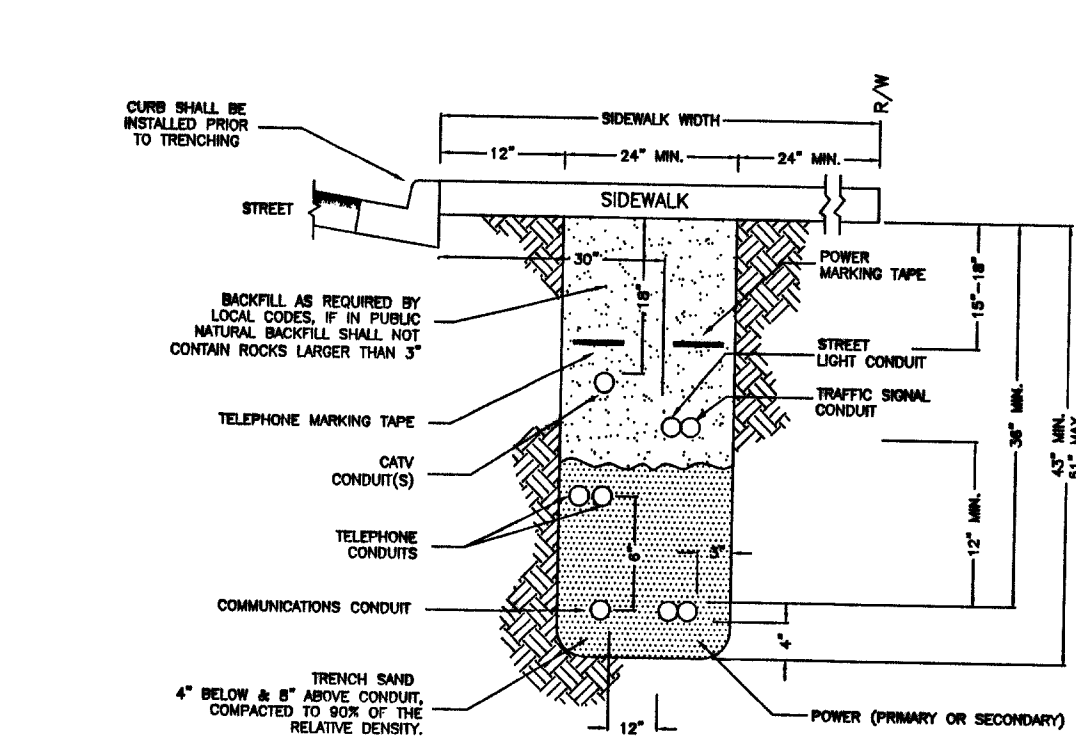 CURB SHALL BE
INSTALLED PRIOR
TO TRENCHING
R/W
SIDEWALK WIDTH
12"
24" MIN.
24" MIN.
STREET
SIDEWALK
30"
18"
POWER
MARKING TAPE
15"-18"
BACKFILL AS REQUIRED BY
LOCAL CODES, IF IN PUBLIC
NATURAL BACKFILL SHALL NOT
CONTAIN ROCKS LARGER THAN 3"
STREET
LIGHT CONDUIT
TELEPHONE MARKING TAPE
TRAFFIC SIGNAL
CONDUIT
36" MIN.
43" MIN.
CATV
CONDUIT(S)
12" MIN.
TELEPHONE
CONDUITS
COMMUNICATIONS CONDUIT
4"
TRENCH SAND
4" BELOW & ABOVE CONDUIT,
COMPACTED TO 90% OF THE
RELATIVE DENSITY.
12"
POWER (PRIMARY OR SECONDARY)